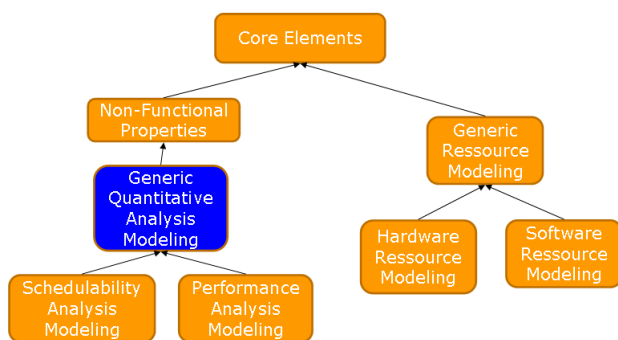 Core Elements
Non-Functional
Properties
Generic
Ressource
Modeling
Generic
Quantitative
Analysis
Modeling
Hardware
Ressource
Modeling
Software
Ressource
Modeling
Schedulability
Analysis
Modeling
Performance
Analysis
Modeling